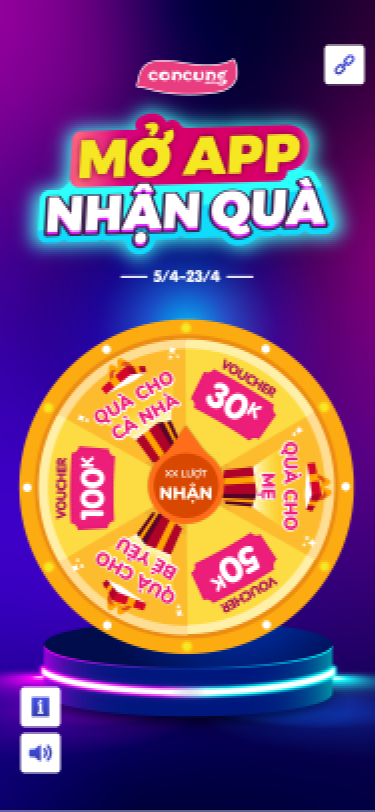 concung
MỞ APP
NHẬN QUÀ
5/4-23/4
QUÀ CHO
CẢ NHÀ
VOUCHER
30K
QUÀ CHO
MẸ
VOUCHER
50K
QUÀ CHO
BÉ YÊU
VOUCHER
100K
XX LƯỢT
NHẬN